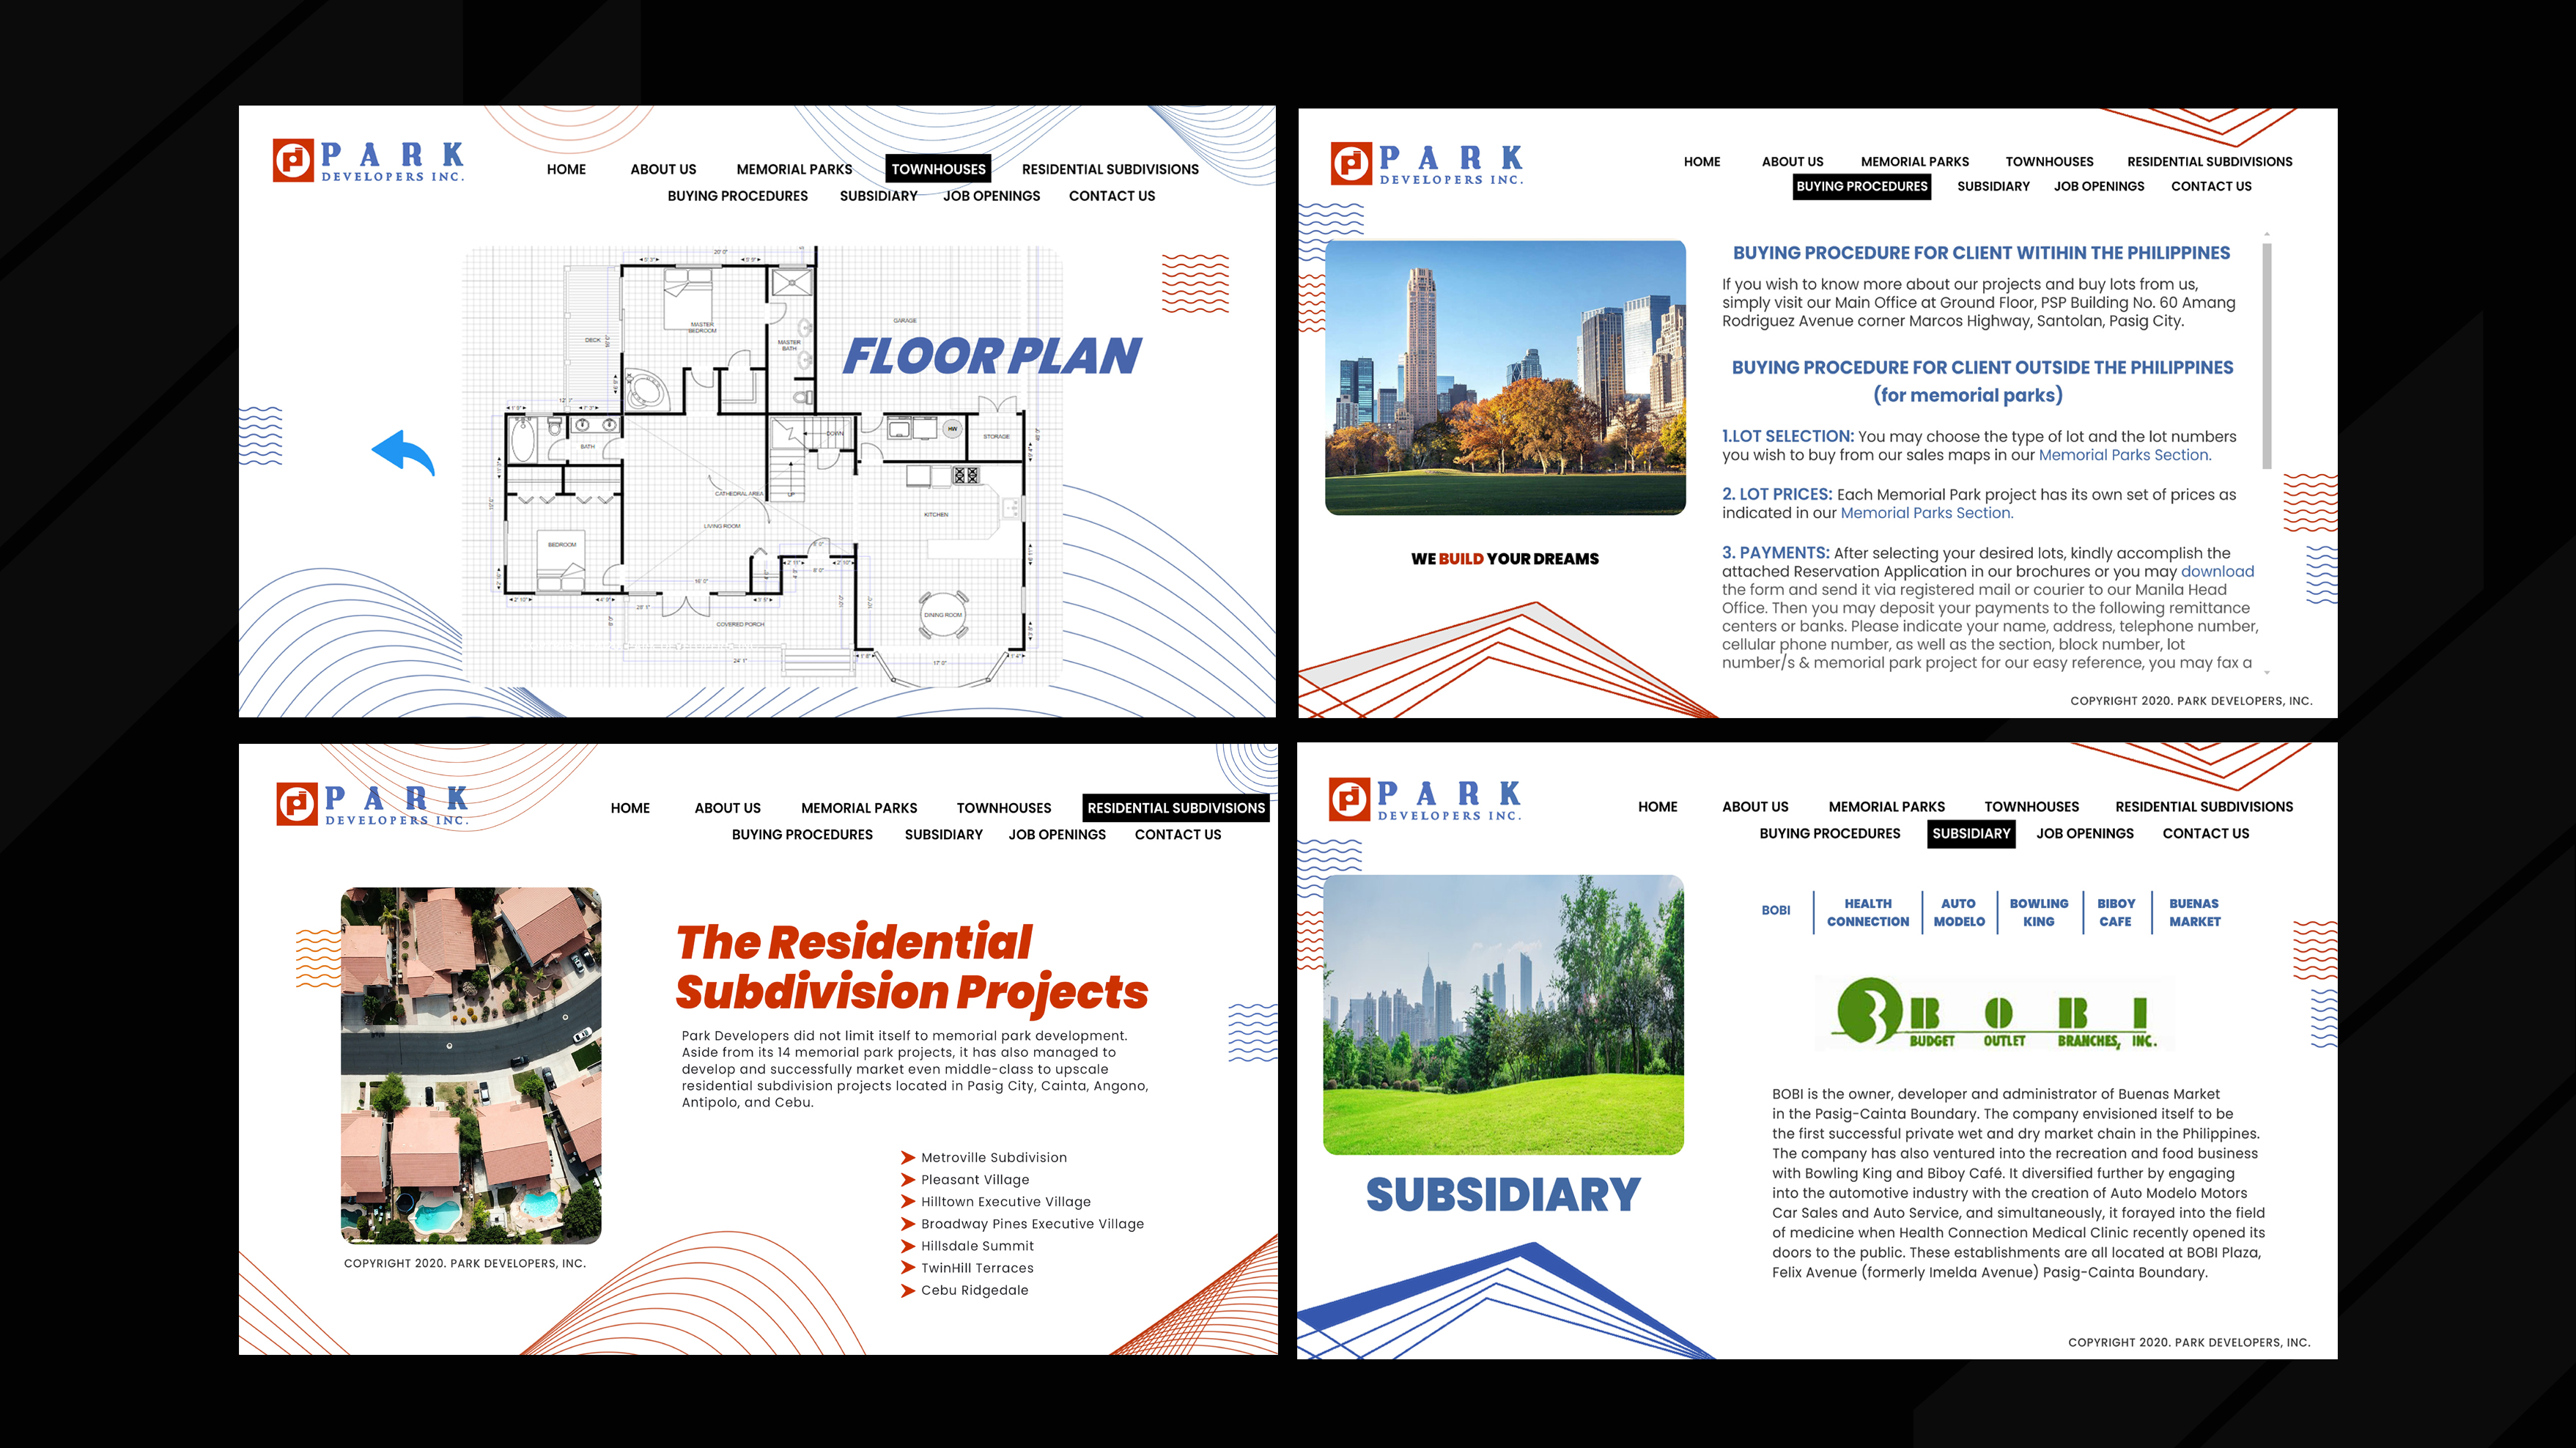 PARK
DEVELOPERS INC.
HOME ABOUT US MEMORIAL PARKS TOWNHOUSES RESIDENTIAL SUBDIVISIONS
BUYING PROCEDURES SUBSIDIARY JOB OPENINGS CONTACT US
FLOOR PLAN
GARAGE
MASTER
BEDROOM
DECK
MASTER
BATH
BATH
DOWN
HW
STORAGE
CATHEDRAL AREA
UP
LIVING ROOM
KITCHEN
BEDROOM
DINING ROOM
COVERED PORCH
PARK
DEVELOPERS INC.
HOME ABOUT US MEMORIAL PARKS TOWNHOUSES RESIDENTIAL SUBDIVISIONS
BUYING PROCEDURES SUBSIDIARY JOB OPENINGS CONTACT US
WE BUILD YOUR DREAMS
BUYING PROCEDURE FOR CLIENT WITIHIN THE PHILIPPINES
If you wish to know more about our projects and buy lots from us,
simply visit our Main Office at Ground Floor, PSP Building No. 60 Amang
Rodriguez Avenue corner Marcos Highway, Santolan, Pasig City.
BUYING PROCEDURE FOR CLIENT OUTSIDE THE PHILIPPINES
(for memorial parks)
1.LOT SELECTION: You may choose the type of lot and the lot numbers
you wish to buy from our sales maps in our Memorial Parks Section.
2. LOT PRICES: Each Memorial Park project has its own set of prices as
indicated in our Memorial Parks Section.
3. PAYMENTS: After selecting your desired lots, kindly accomplish the
attached Reservation Application in our brochures or you may download
the form and send it via registered mail or courier to our Manila Head
Office. Then you may deposit your payments to the following remittance
centers or banks. Please indicate your name, address, telephone number,
cellular phone number, as well as the section, block number, lot
number/s & memorial park project for our easy reference, you may fax a
COPYRIGHT 2020. PARK DEVELOPERS, INC.
PARK
DEVELOPERS INC.
HOME ABOUT US MEMORIAL PARKS TOWNHOUSES RESIDENTIAL SUBDIVISIONS
BUYING PROCEDURES SUBSIDIARY JOB OPENINGS CONTACT US
The Residential
Subdivision Projects
Park Developers did not limit itself to memorial park development.
Aside from its 14 memorial park projects, it has also managed to
develop and successfully market even middle-class to upscale
residential subdivision projects located in Pasig City, Cainta, Angono,
Antipolo, and Cebu.
Metroville Subdivision
Pleasant Village
Hilltown Executive Village
Broadway Pines Executive Village
Hillsdale Summit
TwinHill Terraces
Cebu Ridgedale
COPYRIGHT 2020. PARK DEVELOPERS, INC.
PARK
DEVELOPERS INC.
HOME ABOUT US MEMORIAL PARKS TOWNHOUSES RESIDENTIAL SUBDIVISIONS
BUYING PROCEDURES SUBSIDIARY JOB OPENINGS CONTACT US
SUBSIDIARY
BOBI
HEALTH
CONNECTION
AUTO
MODELO
BOWLING
KING
BIBOY
CAFE
BUENAS
MARKET
B BOBI
BUDGET OUTLET BRANCHES, INC.
BOBI is the owner, developer and administrator of Buenas Market
in the Pasig-Cainta Boundary. The company envisioned itself to be
the first successful private wet and dry market chain in the Philippines.
The company has also ventured into the recreation and food business
with Bowling King and Biboy Café. It diversified further by engaging
into the automotive industry with the creation of Auto Modelo Motors
Car Sales and Auto Service, and simultaneously, it forayed into the field
of medicine when Health Connection Medical Clinic recently opened its
doors to the public. These establishments are all located at BOBI Plaza,
Felix Avenue (formerly Imelda Avenue) Pasig-Cainta Boundary.
COPYRIGHT 2020. PARK DEVELOPERS, INC.